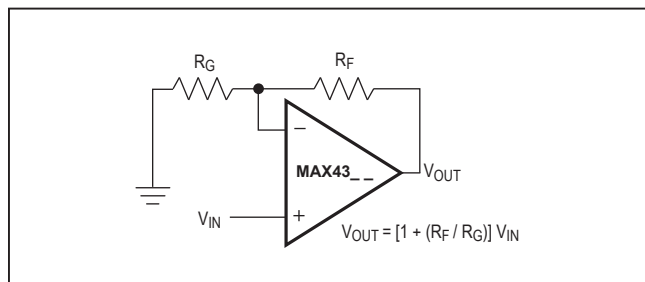 RG
RF
−
MAX43_ _
VOUT
VIN
+
VOUT = [1 + (RF / RG)] VIN